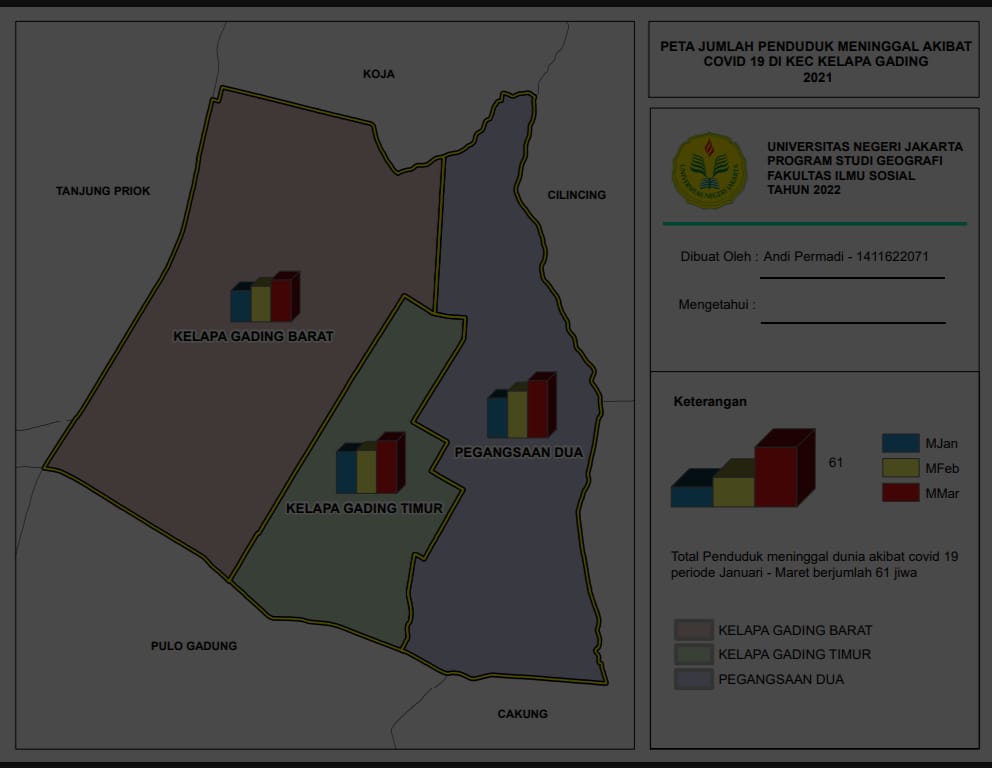 PETA JUMLAH PENDUDUK MENINGGAL AKIBAT
COVID 19 DI KEC KELAPA GADING
2021
KOJA
TANJUNG PRIOK
CILINCING
KELAPA GADING BARAT
PEGANGSAAN DUA
KELAPA GADING TIMUR
PULO GADUNG
CAKUNG
UNIVERSITAS NEGERI JAKARTA
UNIVERSITAS NEGERI JAKARTA
PROGRAM STUDI GEOGRAFI
FAKULTAS ILMU SOSIAL
TAHUN 2022
Dibuat Oleh : Andi Permadi - 1411622071
Mengetahui :
Keterangan
61
MJan
MFeb
MMar
Total Penduduk meninggal dunia akibat covid 19
periode Januari - Maret berjumlah 61 jiwa
KELAPA GADING BARAT
KELAPA GADING TIMUR
PEGANGSAAN DUA